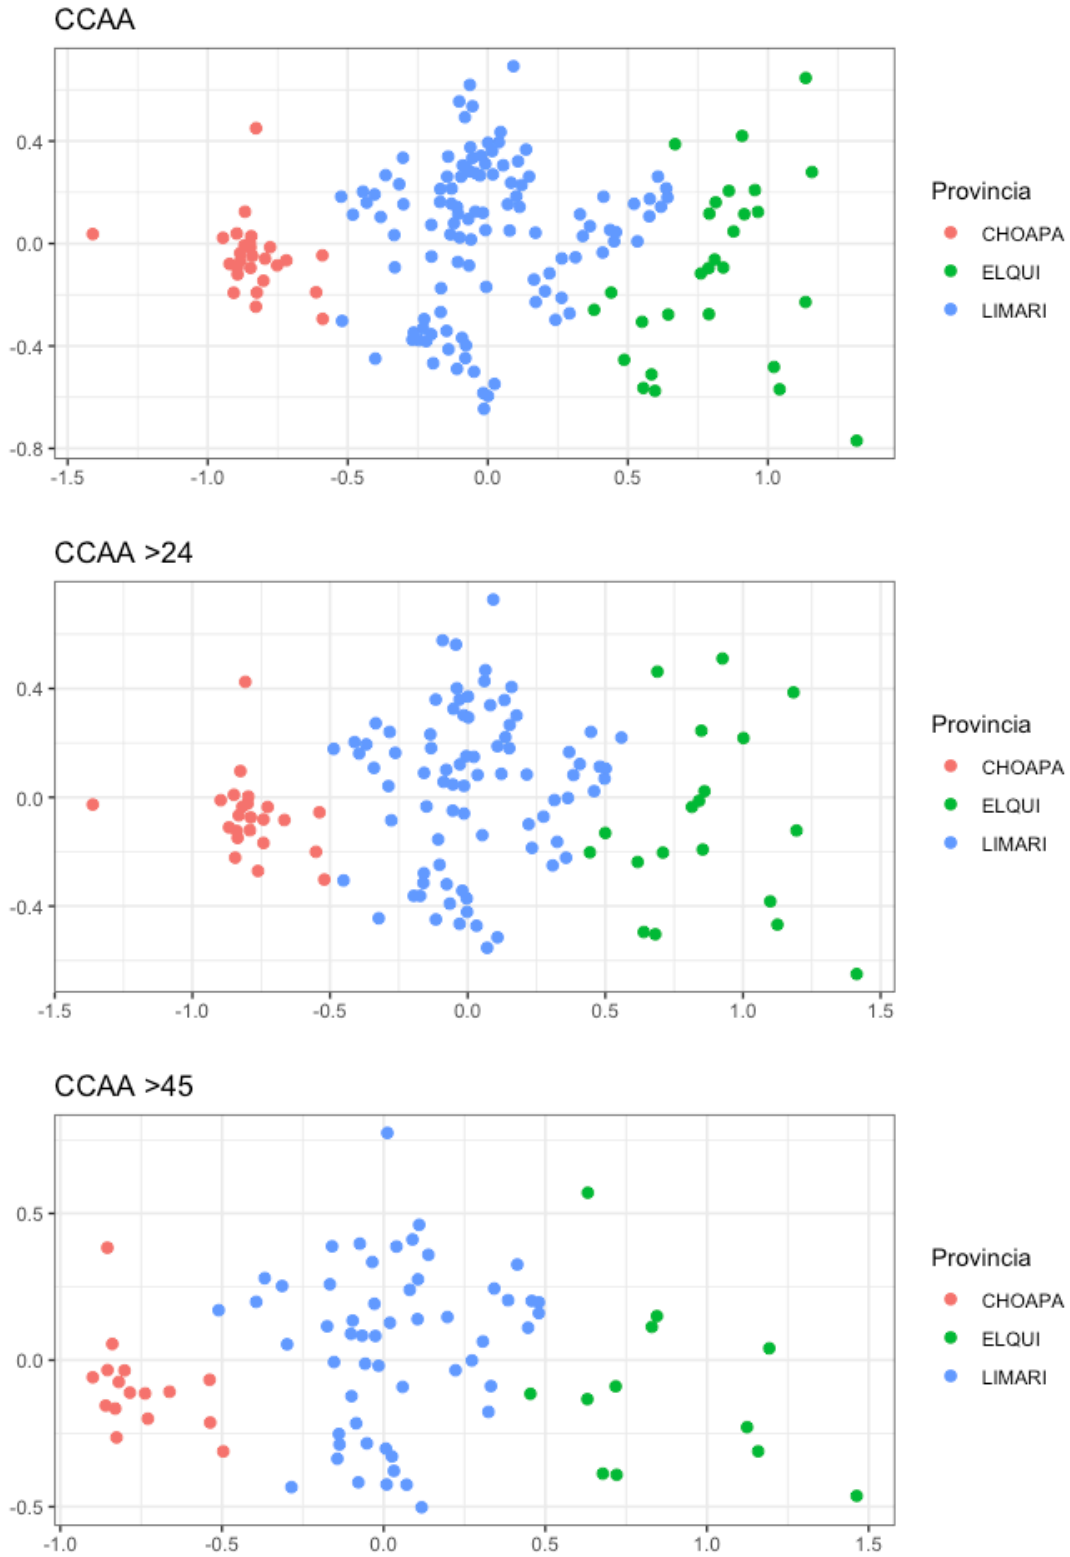 CCAA
0.4
0.0
-0.4
-0.8
-1.5 -1.0 -0.5 0.0 0.5 1.0
Provincia
CHOAPA
ELQUI
LIMARI
CCAA >24
0.4
0.0
-0.4
-1.5 -1.0 -0.5 0.0 0.5 1.0 1.5
Provincia
CHOAPA
ELQUI
LIMARI
CCAA >45
0.5
0.0
-0.5
-1.0 -0.5 0.0 0.5 1.0 1.5
Provincia
CHOAPA
ELQUI
LIMARI